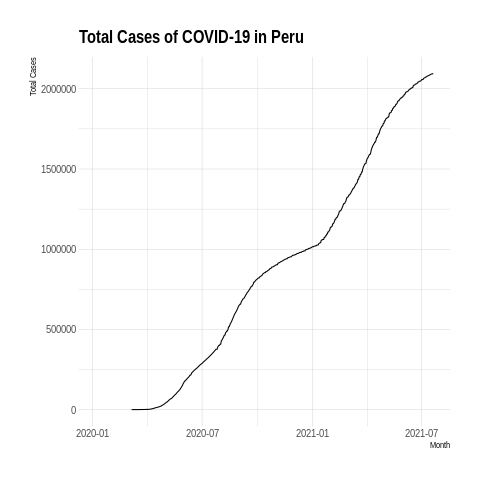 Total Cases of COVID-19 in Peru
Total Cases
2000000
1500000
1000000
500000
0
2020-01 2020-07 2021-01 2021-07
Month